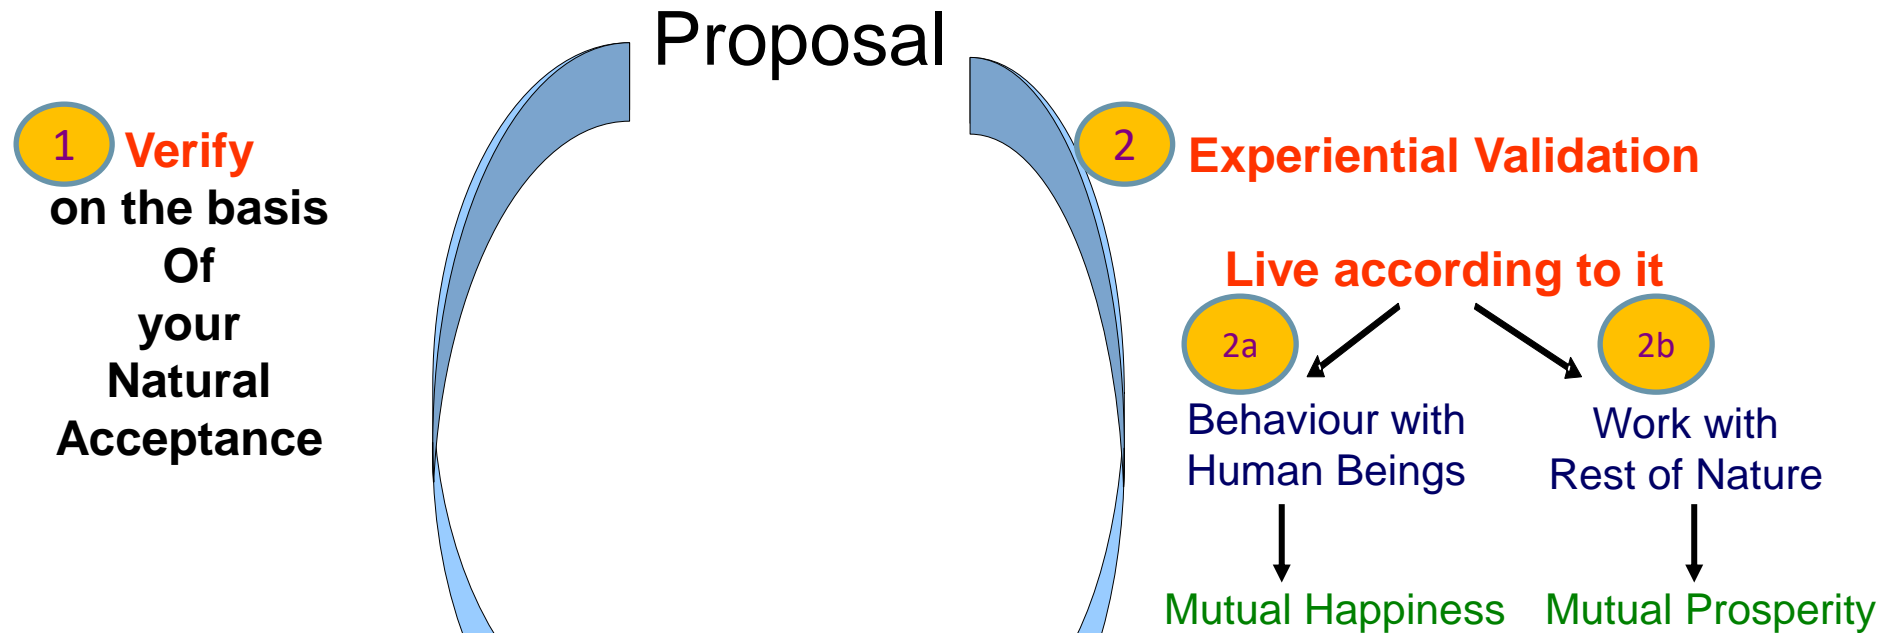 Proposal
1
Verify
on the basis
Of
your
Natural
Acceptance
2
Experiential Validation
Live according to it
2a
2b
Behaviour with
Human Beings
Work with
Rest of Nature
Mutual Happiness
Mutual Prosperity